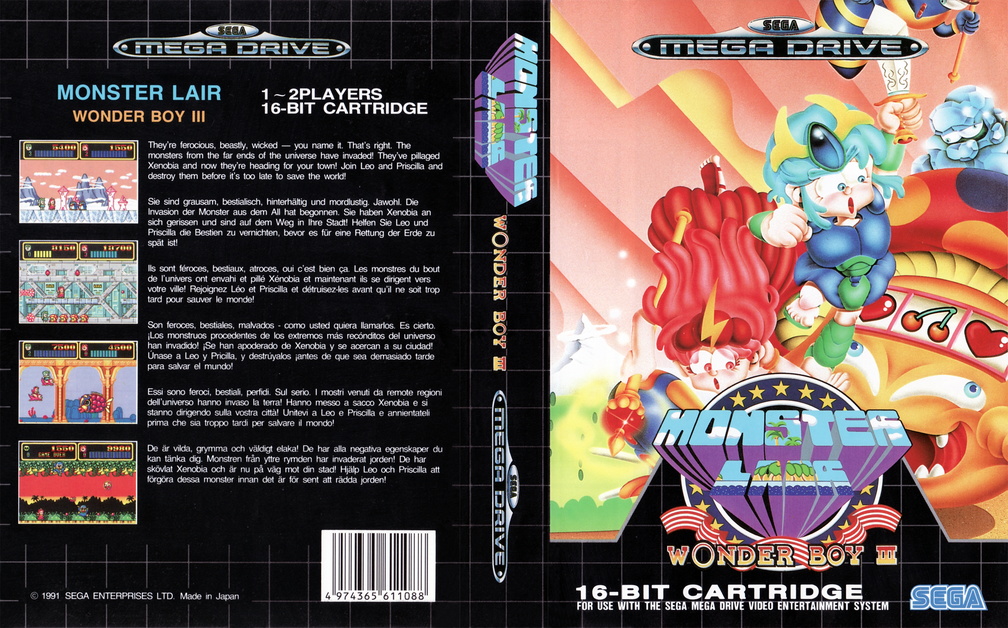 SEGA
MEGA DRIVE
MONSTER LAIR
WONDER BOY III
1 ~ 2PLAYERS
16-BIT CARTRIDGE
They're ferocious, beastly, wicked — you name it. That's right. The
monsters from the far ends of the universe have invaded! They've pillaged
Xenobia and now they're heading for your town! Join Leo and Priscilla and
destroy them before it's too late to save the world!
Sie sind grausam, bestialisch, hinterhältig und mordlustig. Jawohl. Die
Invasion der Monster aus dem All hat begonnen. Sie haben Xenobia an
sich gerissen und sind auf dem Weg in Ihre Stadt! Helfen Sie Leo und
Priscilla die Bestien zu vernichten, bevor es für eine Rettung der Erde zu
spät ist!
Ils sont féroces, bestiaux, atroces, oui c'est bien ça. Les monstres du bout
de l'univers ont envahi et pillé Xénobia et maintenant ils se dirigent vers
votre ville! Rejoignez Léo et Priscilla et détruisez-les avant qu'il ne soit trop
tard pour sauver le monde!
Son feroces, bestiales, malvados - como usted quiera llamarlos. Es cierto.
¡Los monstruos procedentes de los extremos más recónditos del universo
han invadido! ¡Se han apoderado de Xenobia y se acercan a su ciudad!
Únase a Leo y Pricilla, y destrúyalos ¡antes de que sea demasiado tarde
para salvar el mundo!
Essi sono feroci, bestiali, perfidi. Sul serio. I mostri venuti da remote regioni
dell'universo hanno invaso la terra! Hanno messo a sacco Xenobia e si
stanno dirigendo sulla vostra città! Unitevi a Leo e Priscilla e annientateli
prima che sia troppo tardi per salvare il mondo!
De är vilda, grymma och väldigt elaka! De har alla negativa egenskaper du
kan tänka dig. Monstren från yttre rymden har invaderat jorden! De har
skövlat Xenobia och är nu på väg mot din stad! Hjälp Leo och Priscilla att
förgöra dessa monster innan det är för sent att rädda jorden!
5400 1550
9150 19700
7500 4500
1550 9980
GAME OVER
© 1991 SEGA ENTERPRISES LTD. Made in Japan
4 974365 611088
MONSTER
LAIR
WONDER BOY III
SEGA
MEGA DRIVE
SEGA
MEGA DRIVE
MONSTER
LAIR
WONDER BOY III
16-BIT CARTRIDGE
FOR USE WITH THE SEGA MEGA DRIVE VIDEO ENTERTAINMENT SYSTEM
SEGA